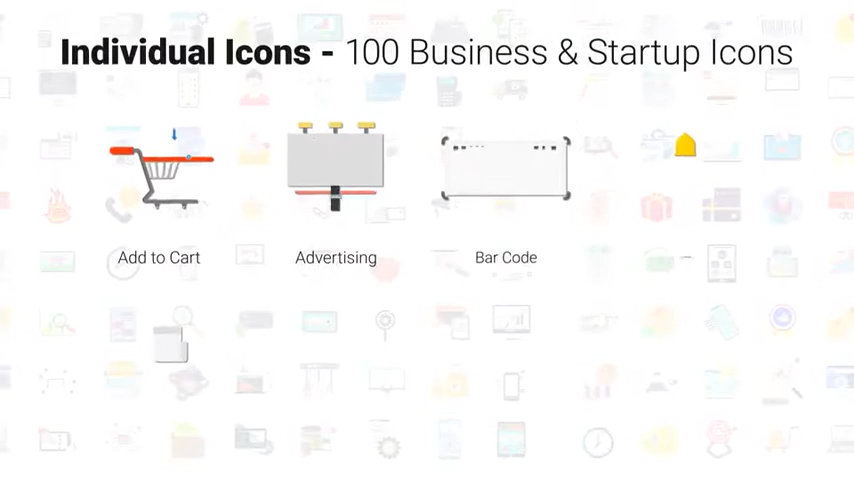 Individual Icons - 100 Business & Startup Icons
Add to Cart
Advertising
Bar Code